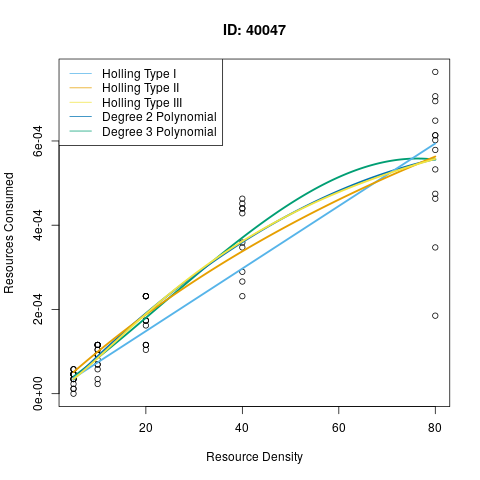 ID: 40047
Holling Type I
Holling Type II
Holling Type III
Degree 2 Polynomial
Degree 3 Polynomial
Resources Consumed
0e+00
2e-04
4e-04
6e-04
20
40
60
80
Resource Density